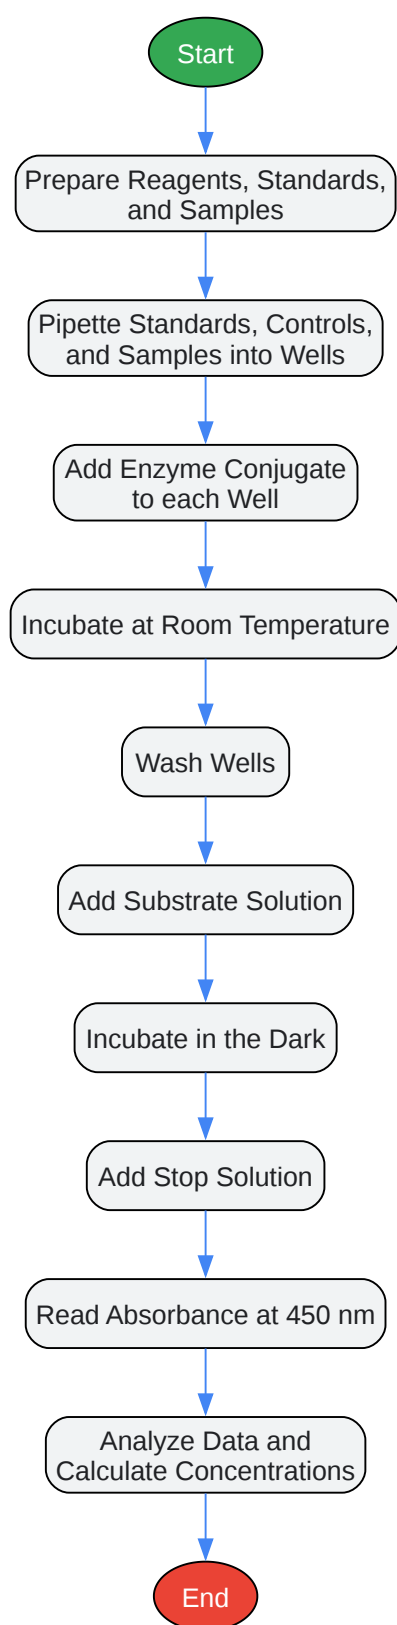 Start
Prepare Reagents, Standards,
and Samples
Pipette Standards, Controls,
and Samples into Wells
Add Enzyme Conjugate
to each Well
Incubate at Room Temperature
Wash Wells
Add Substrate Solution
Incubate in the Dark
Add Stop Solution
Read Absorbance at 450 nm
Analyze Data and
Calculate Concentrations
End